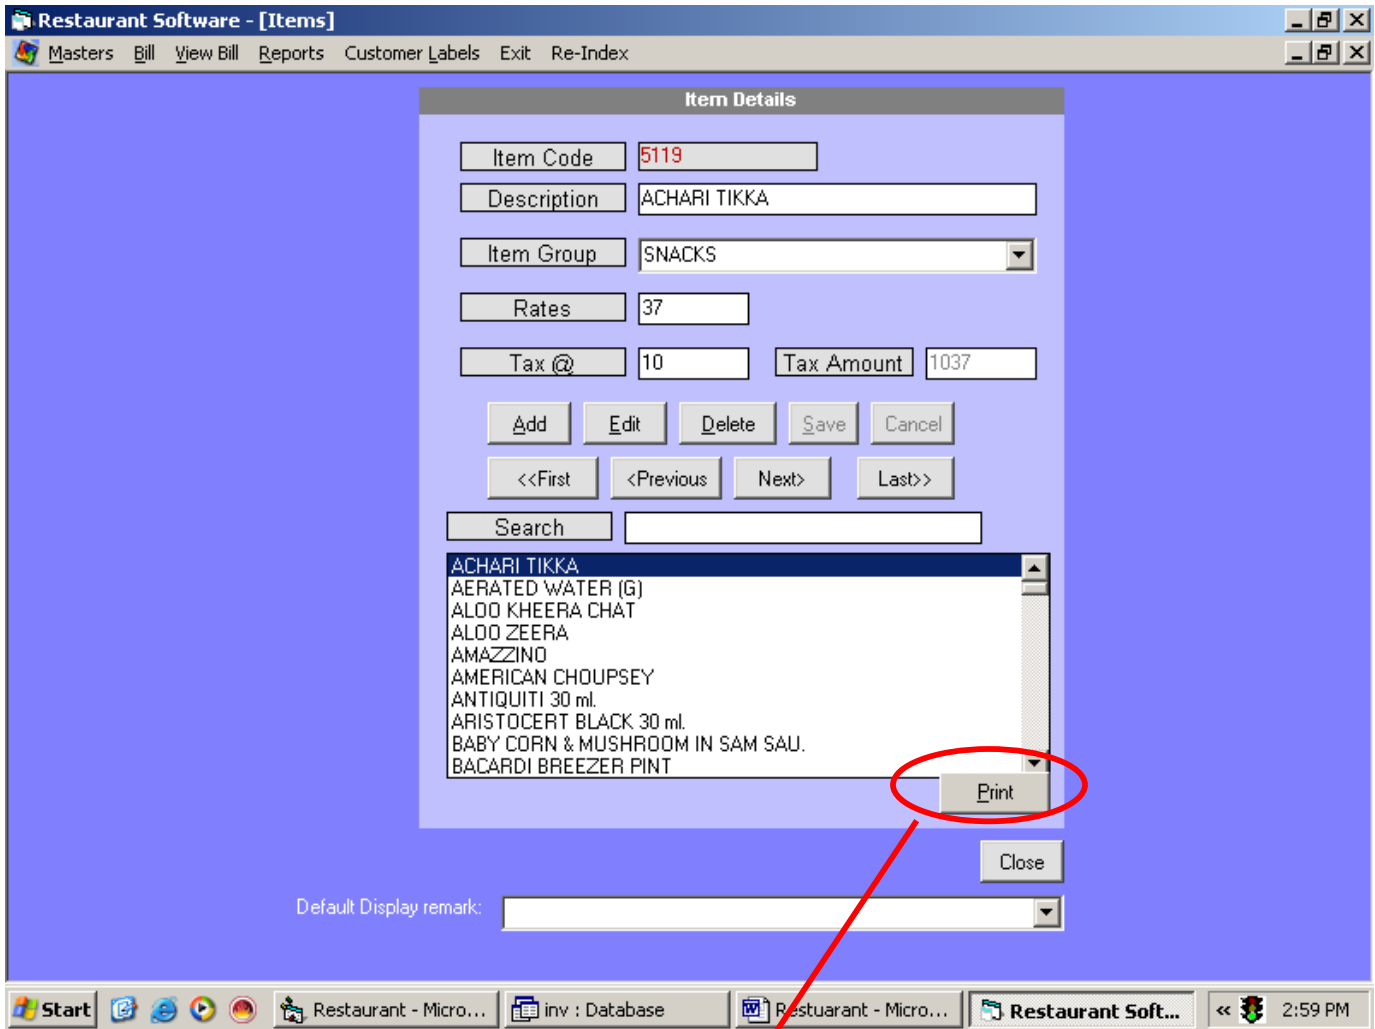 Restaurant Software - [Items]
Masters Bill View Bill Reports Customer Labels Exit Re-Index
Item Details
Item Code 5119
Description ACHARI TIKKA
Item Group SNACKS
Rates 37
Tax @ 10 Tax Amount 1037
Add Edit Delete Save Cancel
<<First <Previous Next> Last>>
Search
ACHARI TIKKA
AERATED WATER (G)
ALOO KHEERA CHAT
ALOO ZEERA
AMAZZINO
AMERICAN CHOUPSEY
ANTIQUITI 30 ml.
ARISTOCERT BLACK 30 ml.
BABY CORN & MUSHROOM IN SAM SAU.
BACARDI BREEZER PINT
Print
Close
Default Display remark:
Start Restaurant - Micro... inv : Database Restuarant - Micro... Restaurant Soft... « 2:59 PM